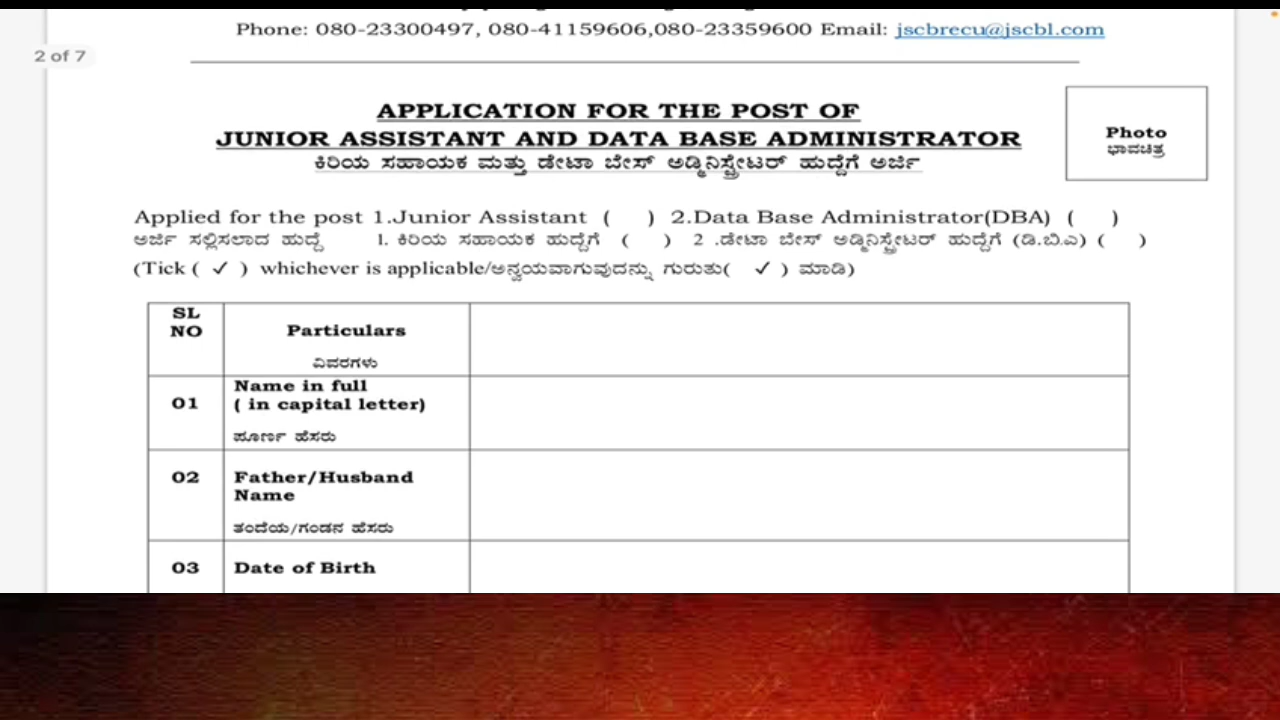 Phone: 080-23300497, 080-41159606,080-23359600 Email: jscbrecu@jscbl.com
2 of 7
APPLICATION FOR THE POST OF
JUNIOR ASSISTANT AND DATA BASE ADMINISTRATOR
ಕಿರಿಯ ಸಹಾಯಕ ಮತ್ತು ಡೇಟಾ ಬೇಸ್ ಅಡ್ಮಿನಿಸ್ಟ್ರೇಟರ್ ಹುದ್ದೆಗೆ ಅರ್ಜಿ
Photo
ಭಾವಚಿತ್ರ
Applied for the post 1.Junior Assistant ( ) 2.Data Base Administrator(DBA) ( )
ಅರ್ಜಿ ಸಲ್ಲಿಸಲಾದ ಹುದ್ದೆ 1. ಕಿರಿಯ ಸಹಾಯಕ ಹುದ್ದೆಗೆ ( ) 2 .ಡೇಟಾ ಬೇಸ್ ಅಡ್ಮಿನಿಸ್ಟ್ರೇಟರ್ ಹುದ್ದೆಗೆ (ಡಿ.ಬಿ.ಎ) ( )
(Tick ( ✓ ) whichever is applicable/ಅನ್ವಯವಾಗುವುದನ್ನು ಗುರುತು( ✓ ) ಮಾಡಿ)
SL
NO
Particulars
ವಿವರಗಳು
01
Name in full
( in capital letter)
ಪೂರ್ಣ ಹೆಸರು
02
Father/Husband
Name
ತಂದೆಯ/ಗಂಡನ ಹೆಸರು
03
Date of Birth